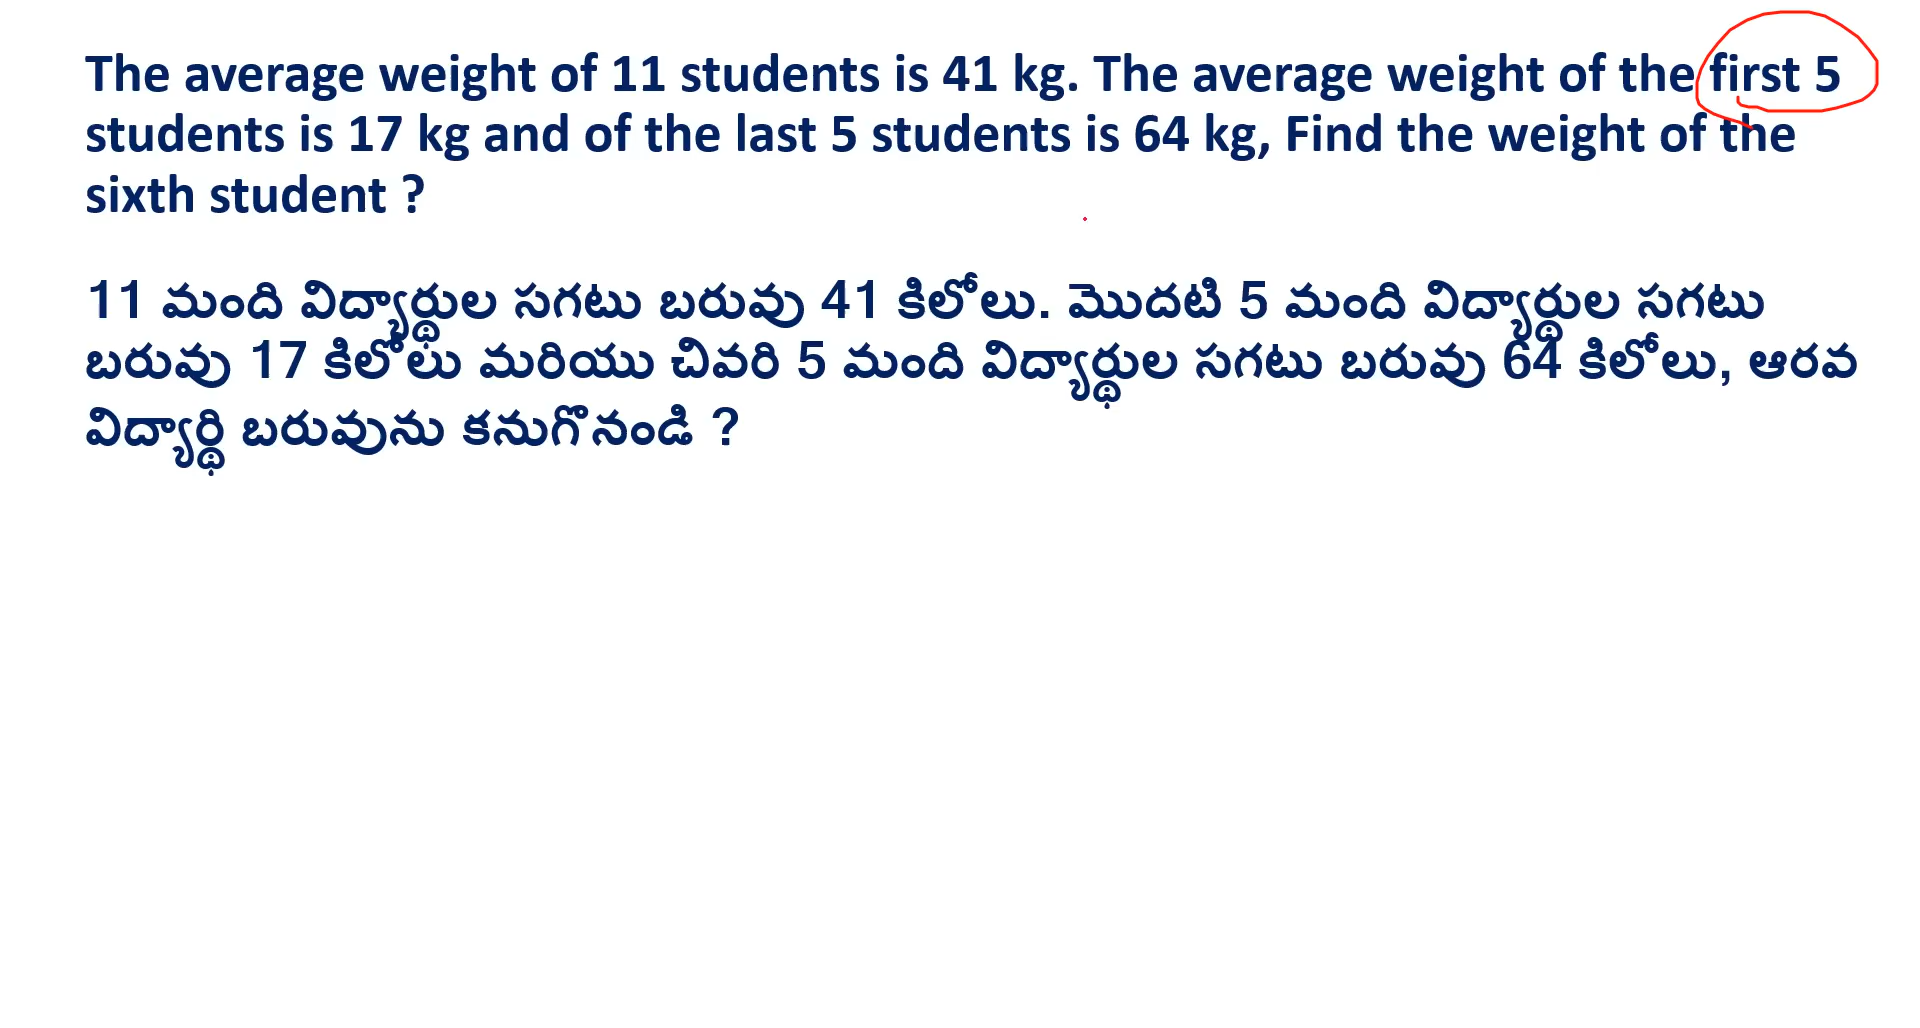 The average weight of 11 students is 41 kg. The average weight of the first 5
students is 17 kg and of the last 5 students is 64 kg, Find the weight of the
sixth student ?
11 మంది విద్యార్థుల సగటు బరువు 41 కిలోలు. మొదటి 5 మంది విద్యార్థుల సగటు
బరువు 17 కిలోలు మరియు చివరి 5 మంది విద్యార్థుల సగటు బరువు 64 కిలోలు, ఆరవ
విద్యార్థి బరువును కనుగొనండి ?